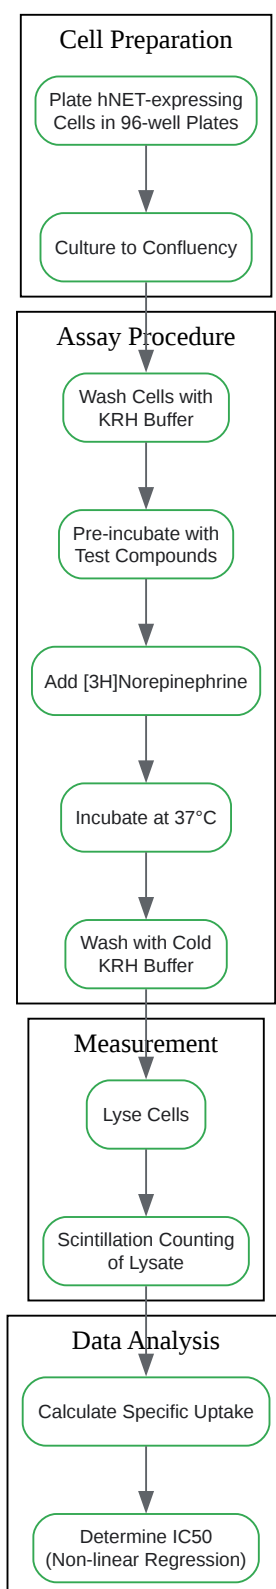 Cell Preparation
Plate hNET-expressing
Cells in 96-well Plates
Culture to Confluency
Assay Procedure
Wash Cells with
KRH Buffer
Pre-incubate with
Test Compounds
Add [3H]Norepinephrine
Incubate at 37°C
Wash with Cold
KRH Buffer
Measurement
Lyse Cells
Scintillation Counting
of Lysate
Data Analysis
Calculate Specific Uptake
Determine IC50
(Non-linear Regression)